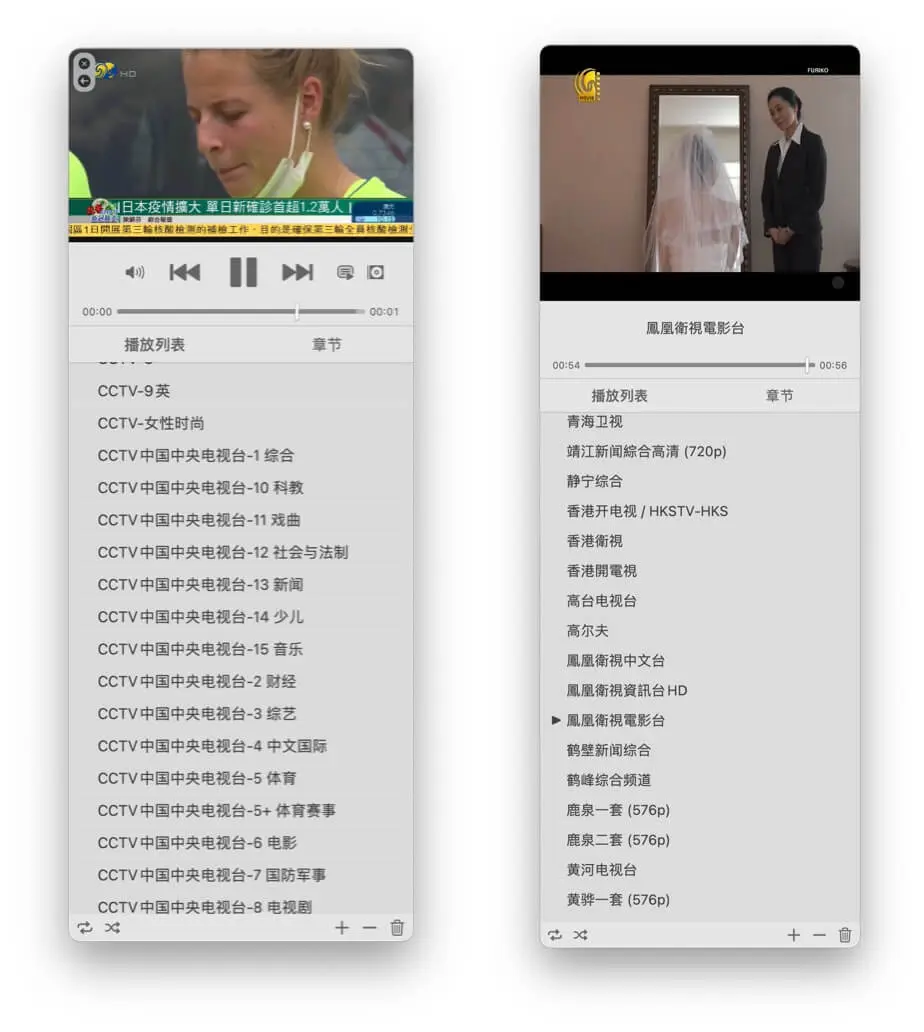 HD
日本疫情擴大 單日新確診首超1.2萬人
區1日開展第三輪核酸檢測的補檢工作，目的是確保第三輪全員核酸檢測
00:00
00:01
播放列表
章节
CCTV-9英
CCTV-女性时尚
CCTV中国中央电视台-1 综合
CCTV中国中央电视台-10 科教
CCTV中国中央电视台-11 戏曲
CCTV中国中央电视台-12 社会与法制
CCTV中国中央电视台-13 新闻
CCTV中国中央电视台-14 少儿
CCTV中国中央电视台-15 音乐
CCTV中国中央电视台-2 财经
CCTV中国中央电视台-3 综艺
CCTV中国中央电视台-4 中文国际
CCTV中国中央电视台-5 体育
CCTV中国中央电视台-5+ 体育赛事
CCTV中国中央电视台-6 电影
CCTV中国中央电视台-7 国防军事
CCTV中国中央电视台-8 电视剧
FURIKO
MOVIE
鳳凰衛視電影台
00:54
00:56
播放列表
章节
青海卫视
靖江新闻綜合高清 (720p)
静宁综合
香港开电视 / HKSTV-HKS
香港衛視
香港開電視
高台电视台
高尔夫
鳳凰衛視中文台
鳳凰衛視資訊台HD
鳳凰衛視電影台
鹤壁新闻综合
鹤峰综合频道
鹿泉一套 (576p)
鹿泉二套 (576p)
黄河电视台
黄骅一套 (576p)